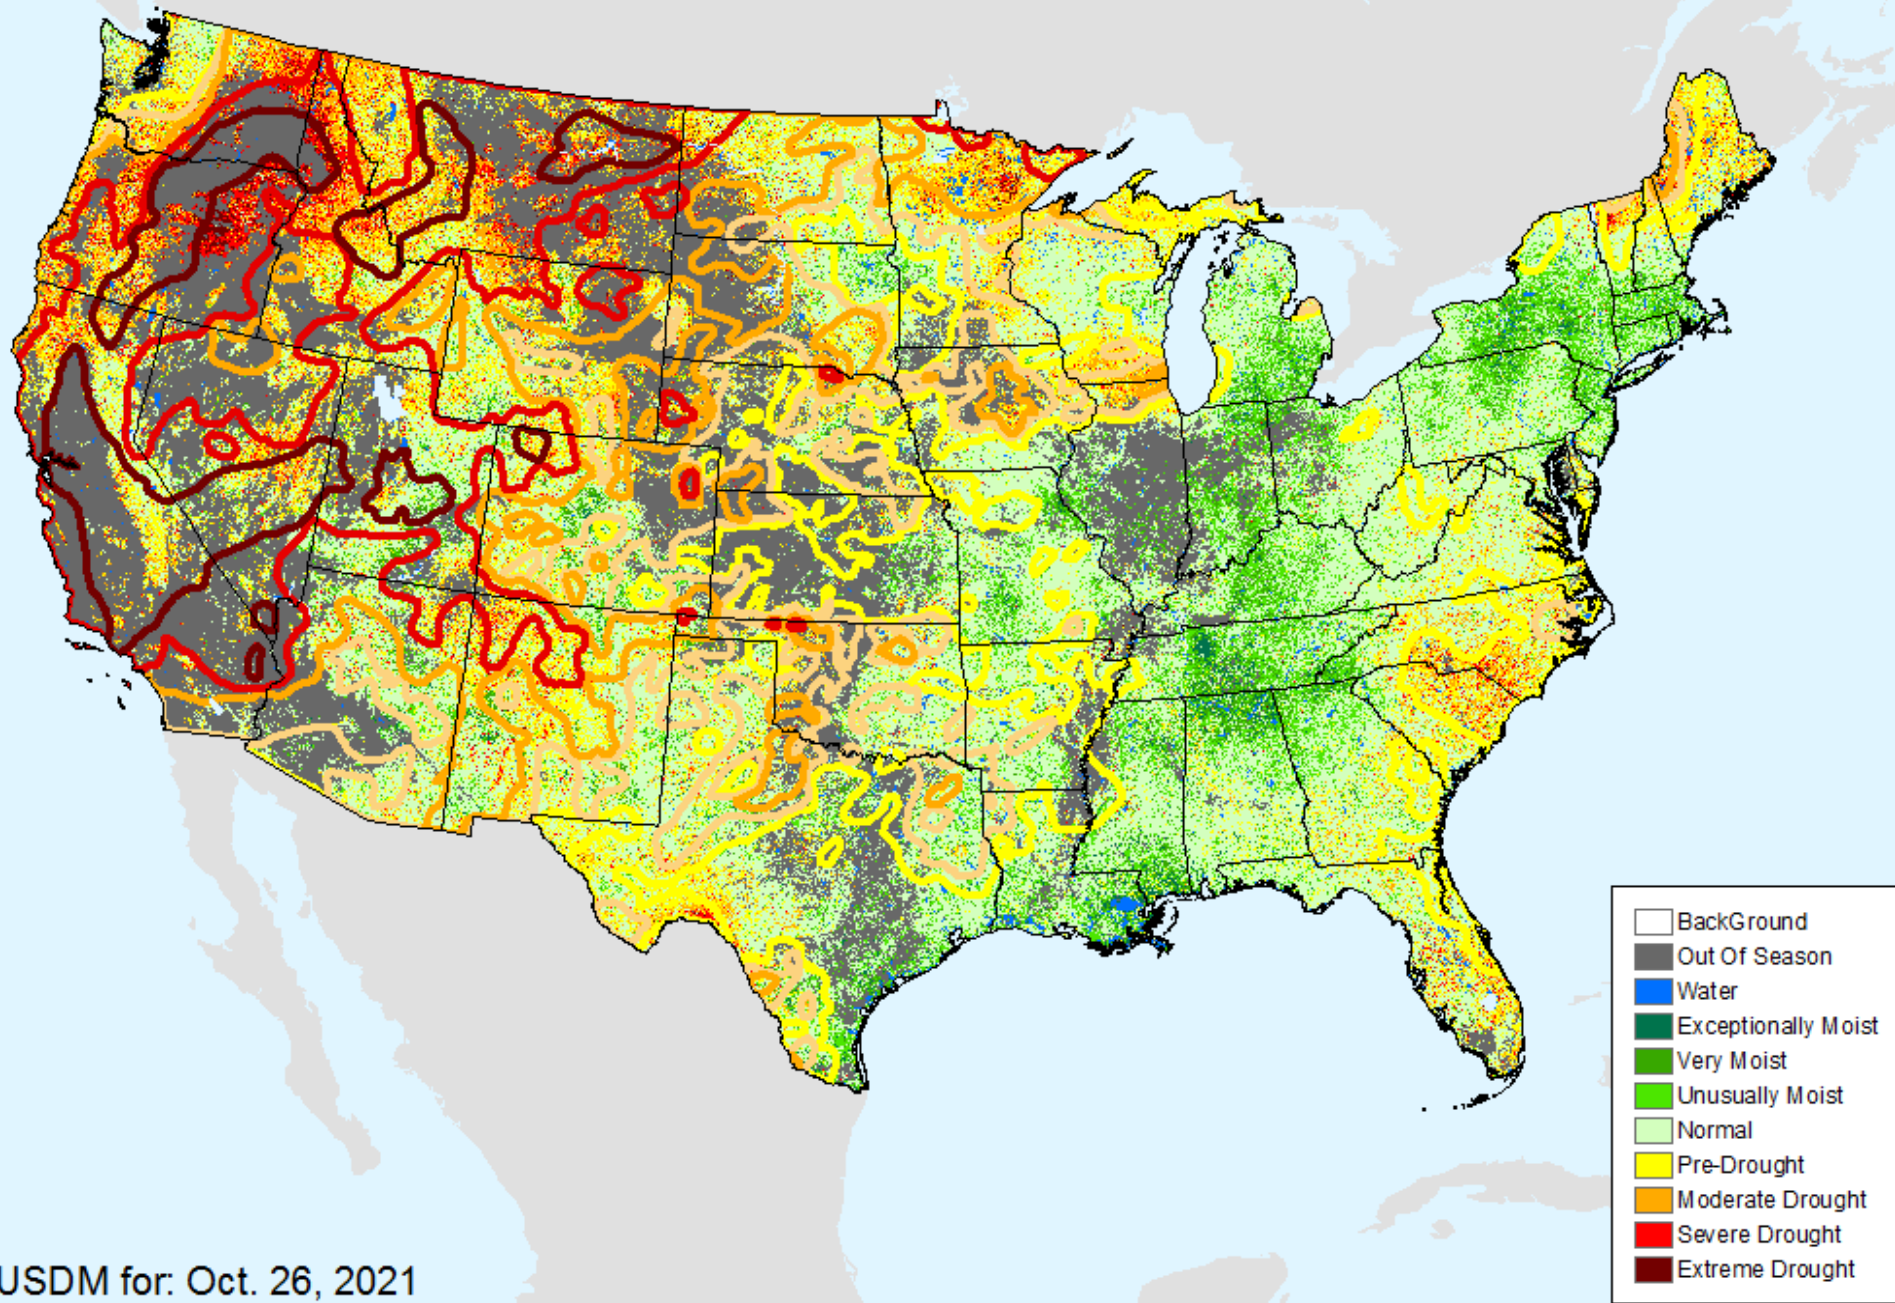 BackGround
Out Of Season
Water
Exceptionally Moist
Very Moist
Unusually Moist
Normal
Pre-Drought
Moderate Drought
Severe Drought
Extreme Drought
USDM for: Oct. 26, 2021